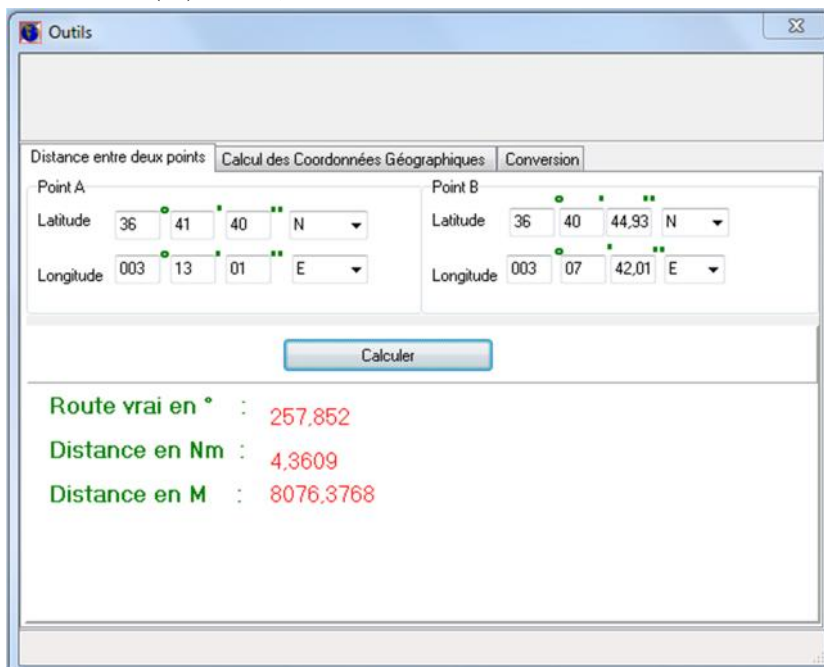 Outils
Distance entre deux points Calcul des Coordonnées Géographiques Conversion
Point A Point B
Latitude 36 ° 41 ' 40 '' N Latitude 36 ° 40 ' 44,93 '' N
Longitude 003 ° 13 ' 01 '' E Longitude 003 ° 07 ' 42,01 '' E
Calculer
Route vrai en ° : 257,852
Distance en Nm : 4,3609
Distance en M : 8076,3768